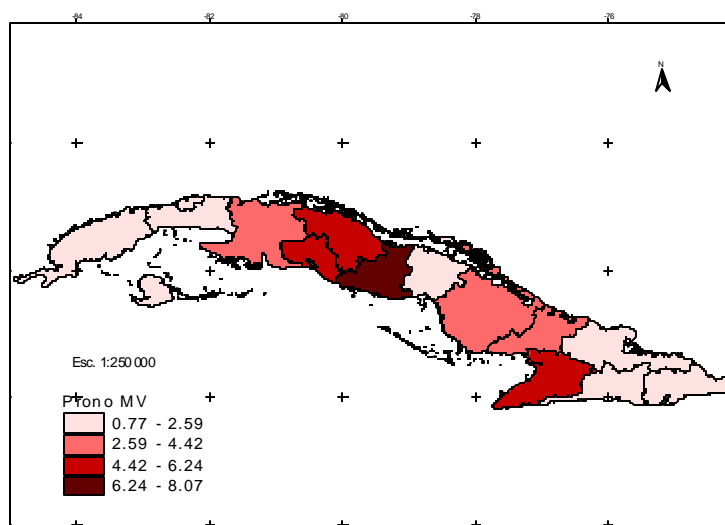 -84 -82 -80 -78 -76
N
Esc. 1:250 000
Prono MV
0.77 - 2.59
2.59 - 4.42
4.42 - 6.24
6.24 - 8.07